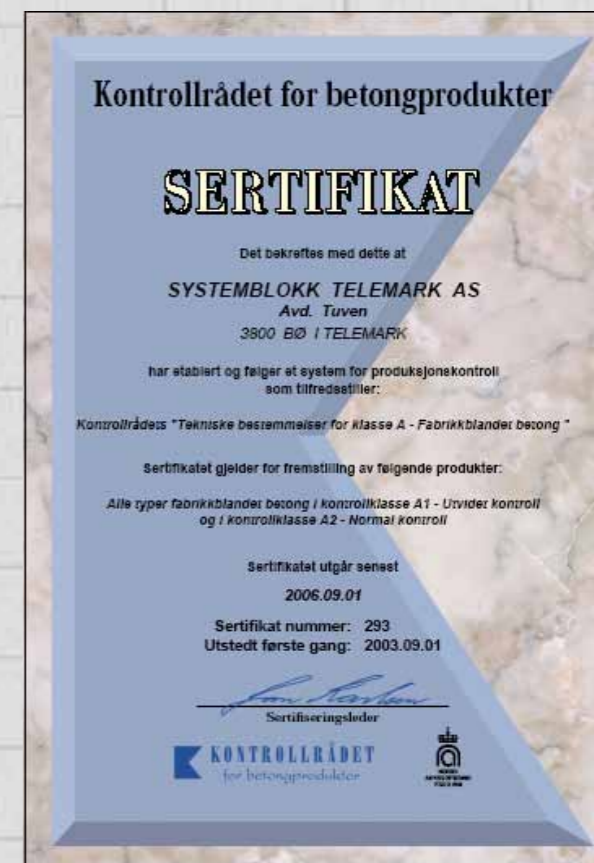 Kontrollrådet for betongprodukter
SERTIFIKAT
Det bekreftes med dette at
SYSTEMBLOKK TELEMARK AS
Avd. Tuven
3800 BØ I TELEMARK
har etablert og følger et system for produksjonskontroll
som tilfredsstiller:
Kontrollrådets "Tekniske bestemmelser for klasse A - Fabrikkblandet betong "
Sertifikatet gjelder for fremstilling av følgende produkter:
Alle typer fabrikkblandet betong i kontrollklasse A1 - Utvidet kontroll
og i kontrollklasse A2 - Normal kontroll
Sertifikatet utgår senest
2006.09.01
Sertifikat nummer: 293
Utstedt første gang: 2003.09.01
Sertifiseringsleder
KONTROLLRÅDET
for betongprodukter